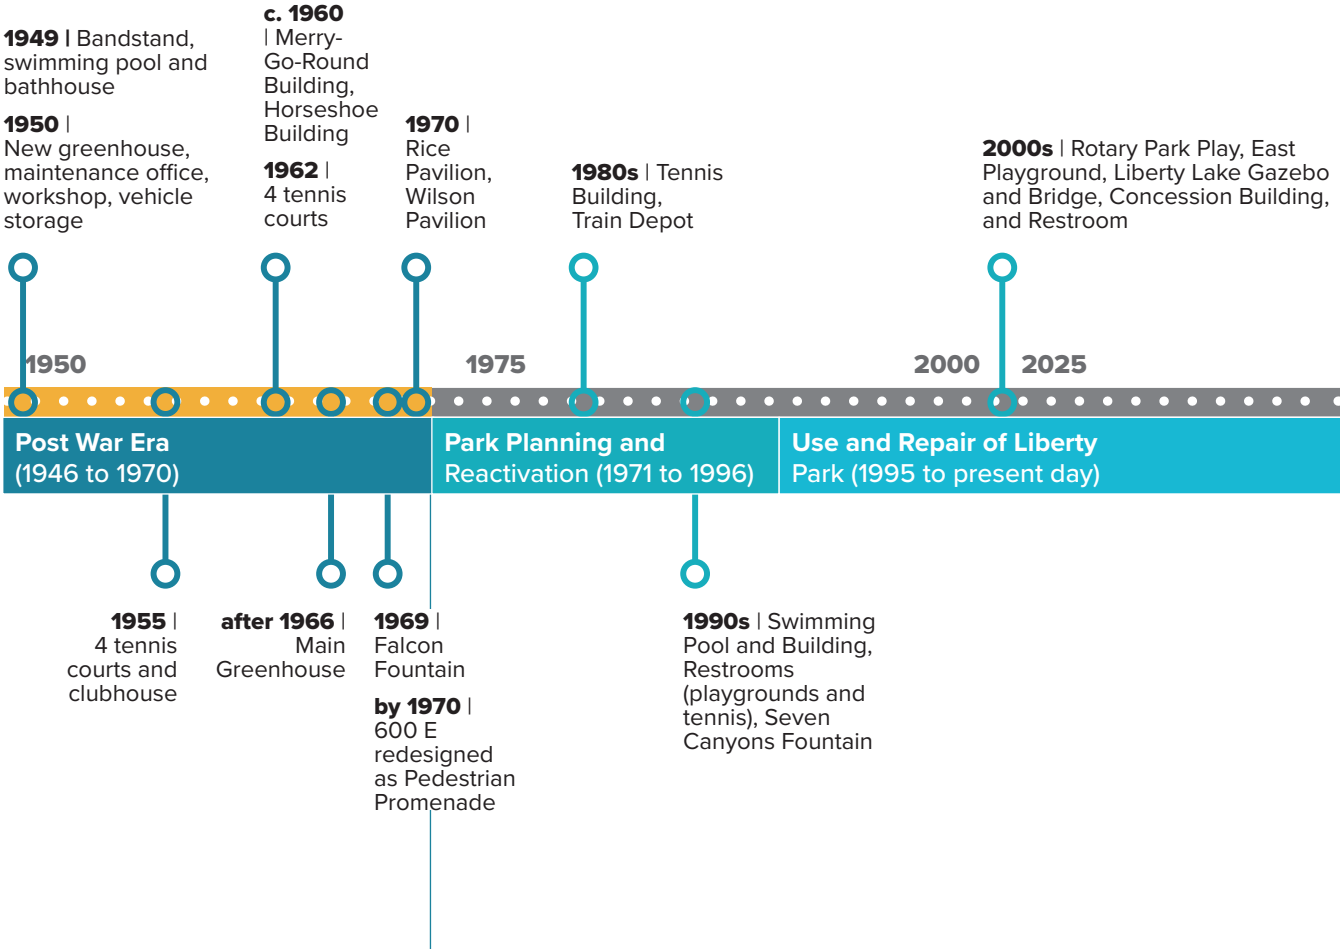 1949 | Bandstand,
swimming pool and
bathhouse
1950 |
New greenhouse,
maintenance office,
workshop, vehicle
storage
c. 1960
| Merry-
Go-Round
Building,
Horseshoe
Building
1962 |
4 tennis
courts
1970 |
Rice
Pavilion,
Wilson
Pavilion
1980s | Tennis
Building,
Train Depot
2000s | Rotary Park Play, East
Playground, Liberty Lake Gazebo
and Bridge, Concession Building,
and Restroom
1950
1975
2000
2025
Post War Era
(1946 to 1970)
Park Planning and
Reactivation (1971 to 1996)
Use and Repair of Liberty
Park (1995 to present day)
1955 |
4 tennis
courts and
clubhouse
after 1966 |
Main
Greenhouse
1969 |
Falcon
Fountain
by 1970 |
600 E
redesigned
as Pedestrian
Promenade
1990s | Swimming
Pool and Building,
Restrooms
(playgrounds and
tennis), Seven
Canyons Fountain